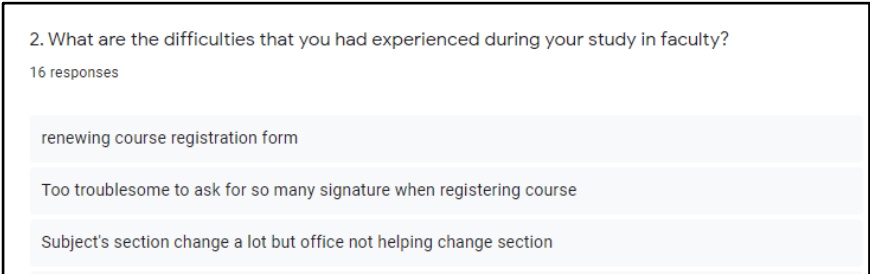 2. What are the difficulties that you had experienced during your study in faculty?
16 responses
renewing course registration form
Too troublesome to ask for so many signature when registering course
Subject's section change a lot but office not helping change section